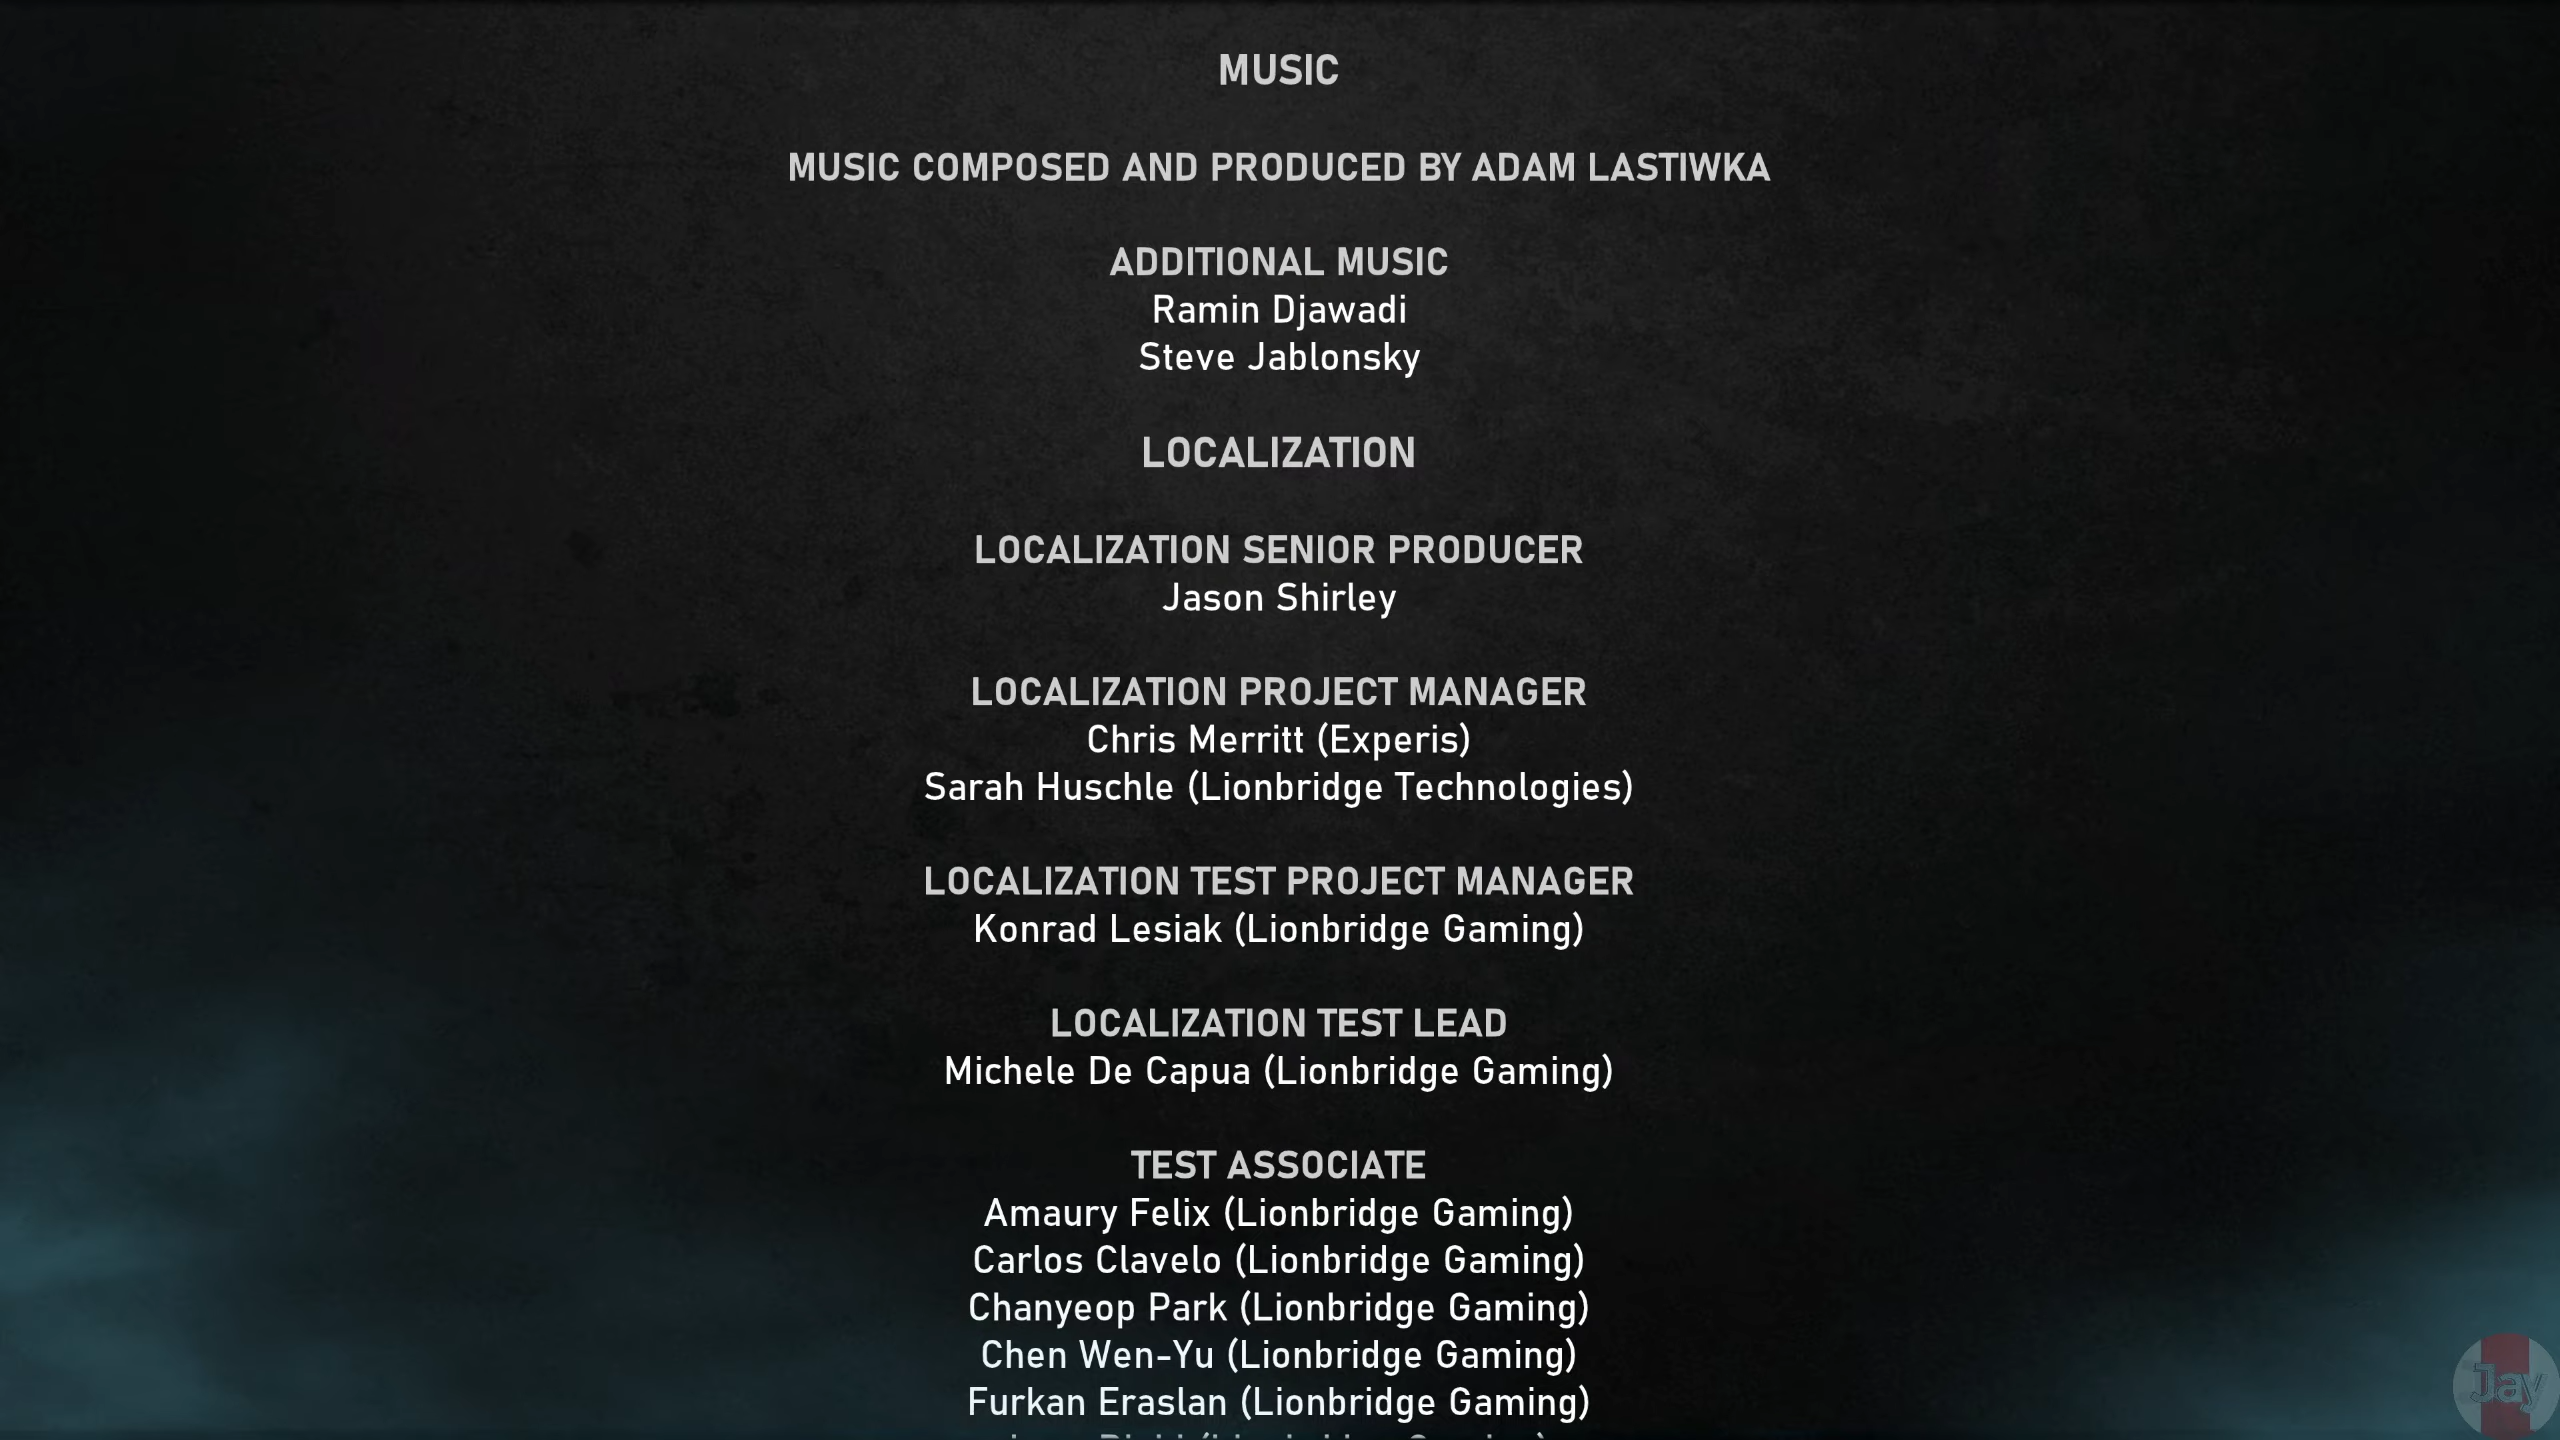 MUSIC
MUSIC COMPOSED AND PRODUCED BY ADAM LASTIWKA
ADDITIONAL MUSIC
Ramin Djawadi
Steve Jablonsky
LOCALIZATION
LOCALIZATION SENIOR PRODUCER
Jason Shirley
LOCALIZATION PROJECT MANAGER
Chris Merritt (Experis)
Sarah Huschle (Lionbridge Technologies)
LOCALIZATION TEST PROJECT MANAGER
Konrad Lesiak (Lionbridge Gaming)
LOCALIZATION TEST LEAD
Michele De Capua (Lionbridge Gaming)
TEST ASSOCIATE
Amaury Felix (Lionbridge Gaming)
Carlos Clavelo (Lionbridge Gaming)
Chanyeop Park (Lionbridge Gaming)
Chen Wen-Yu (Lionbridge Gaming)
Furkan Eraslan (Lionbridge Gaming)
Jay